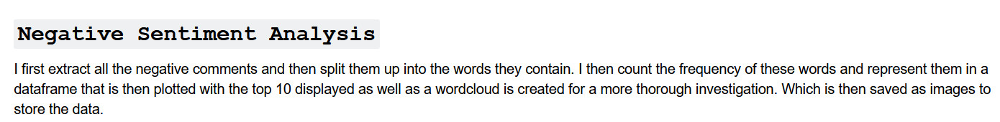 Negative Sentiment Analysis
I first extract all the negative comments and then split them up into the words they contain. I then count the frequency of these words and represent them in a
dataframe that is then plotted with the top 10 displayed as well as a wordcloud is created for a more thorough investigation. Which is then saved as images to
store the data.